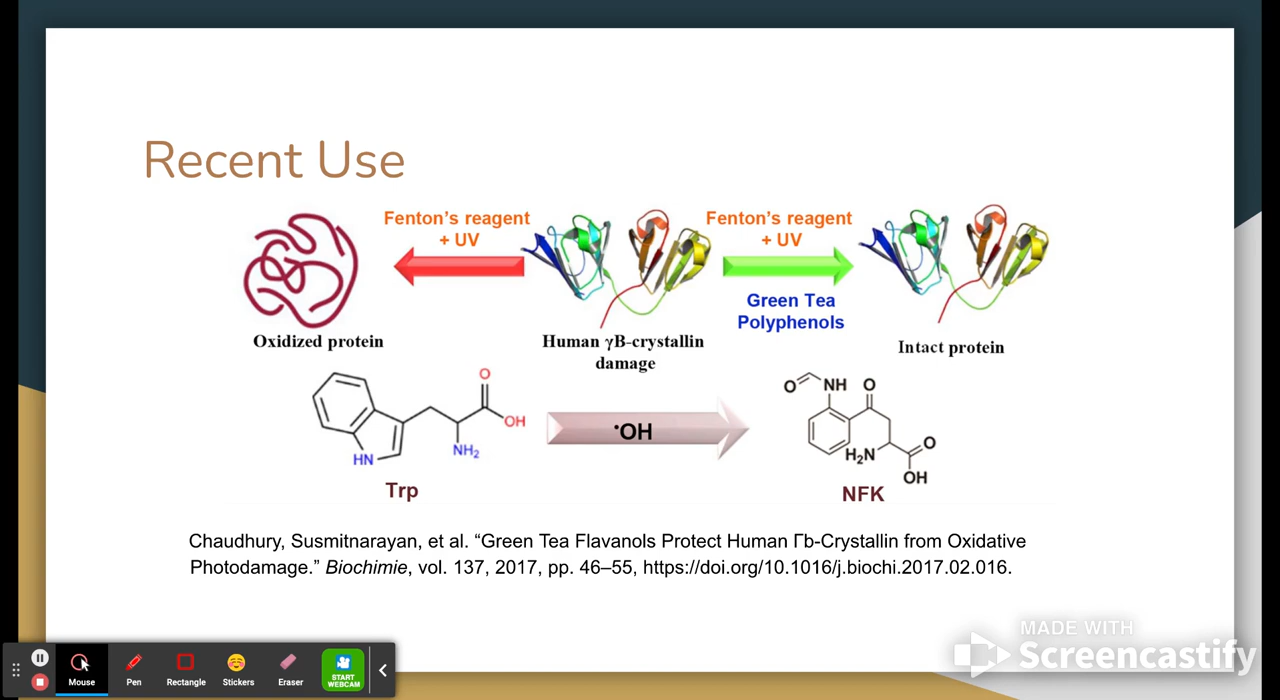 Recent Use
Fenton's reagent
+ UV
Fenton's reagent
+ UV
Green Tea
Polyphenols
Oxidized protein
Human γB-crystallin
damage
Intact protein
O
OH
NH₂
HN
Trp
•OH
O
NH
O
H₂N
O
OH
NFK
Chaudhury, Susmitnarayan, et al. “Green Tea Flavanols Protect Human Γb-Crystallin from Oxidative
Photodamage.” Biochimie, vol. 137, 2017, pp. 46–55, https://doi.org/10.1016/j.biochi.2017.02.016.
Mouse
Pen
Rectangle
Stickers
Eraser
START
WEBCAM
MADE WITH
Screencastify